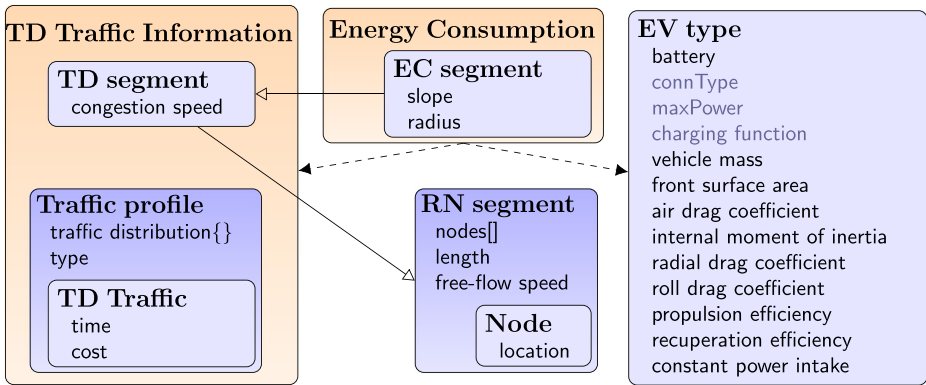 TD Traffic Information
TD segment
congestion speed
Traffic profile
traffic distribution{}
type
TD Traffic
time
cost
Energy Consumption
EC segment
slope
radius
RN segment
nodes[]
length
free-flow speed
Node
location
EV type
battery
connType
maxPower
charging function
vehicle mass
front surface area
air drag coefficient
internal moment of inertia
radial drag coefficient
roll drag coefficient
propulsion efficiency
recuperation efficiency
constant power intake